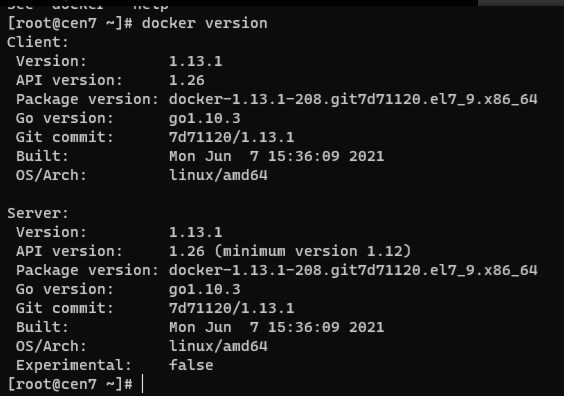 [root@cen7 ~]# docker version
Client:
 Version:         1.13.1
 API version:     1.26
 Package version: docker-1.13.1-208.git7d71120.el7_9.x86_64
 Go version:      go1.10.3
 Git commit:      7d71120/1.13.1
 Built:           Mon Jun  7 15:36:09 2021
 OS/Arch:         linux/amd64

Server:
 Version:         1.13.1
 API version:     1.26 (minimum version 1.12)
 Package version: docker-1.13.1-208.git7d71120.el7_9.x86_64
 Go version:      go1.10.3
 Git commit:      7d71120/1.13.1
 Built:           Mon Jun  7 15:36:09 2021
 OS/Arch:         linux/amd64
 Experimental:    false
[root@cen7 ~]#